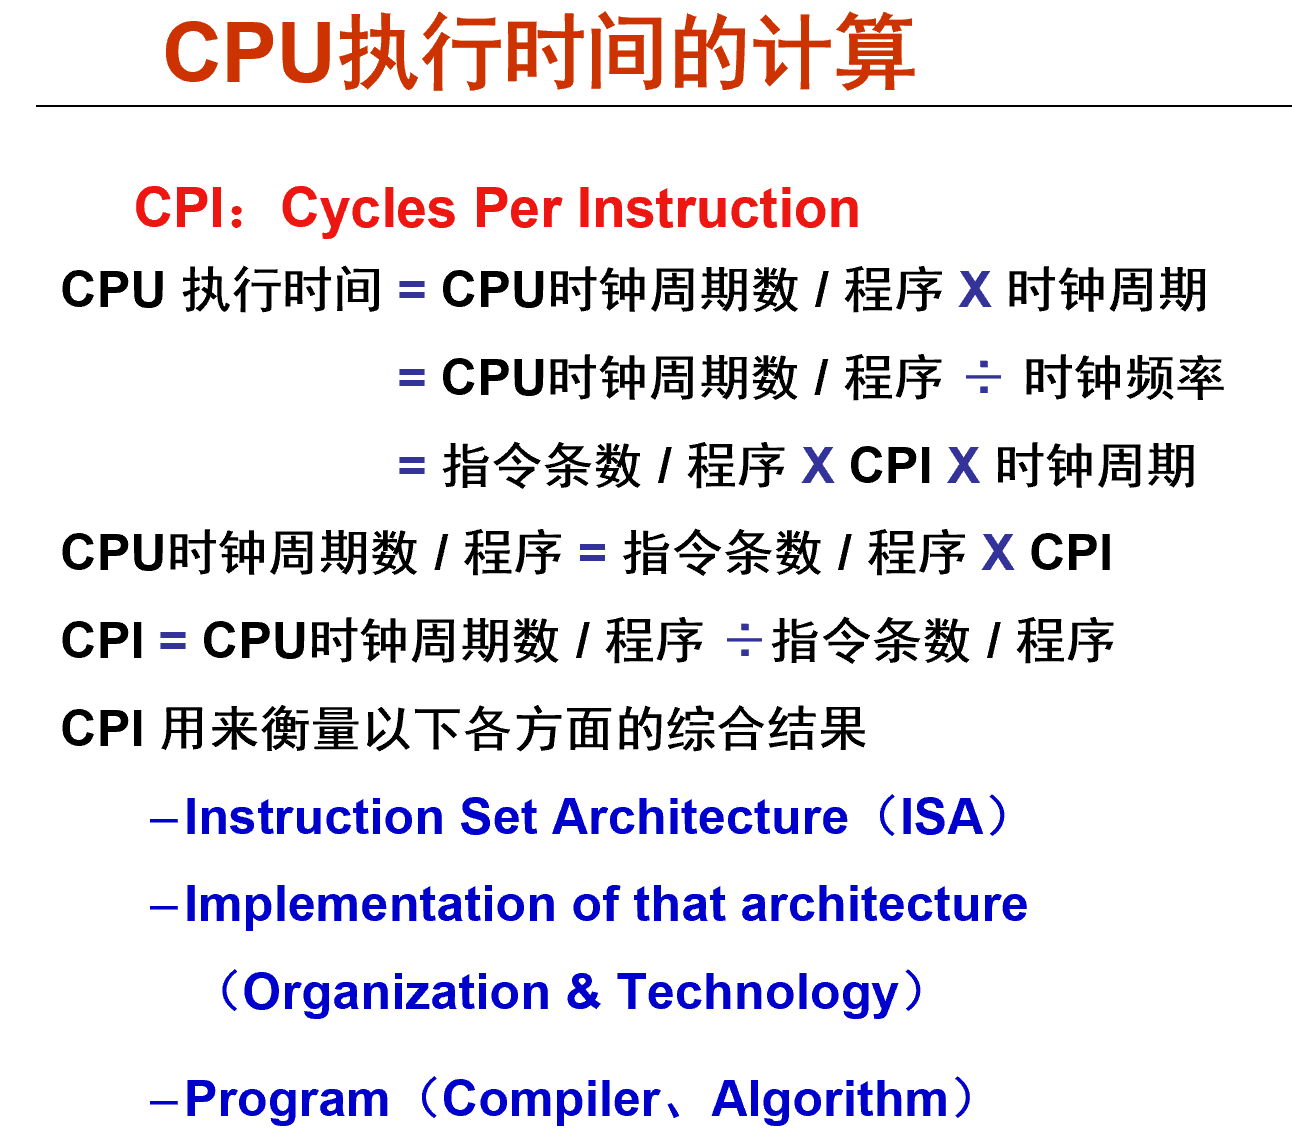 CPU执行时间的计算
CPI：Cycles Per Instruction
CPU 执行时间 = CPU时钟周期数 / 程序 X 时钟周期
= CPU时钟周期数 / 程序 ÷ 时钟频率
= 指令条数 / 程序 X CPI X 时钟周期
CPU时钟周期数 / 程序 = 指令条数 / 程序 X CPI
CPI = CPU时钟周期数 / 程序 ÷指令条数 / 程序
CPI 用来衡量以下各方面的综合结果
–Instruction Set Architecture（ISA）
–Implementation of that architecture
（Organization & Technology）
–Program（Compiler、Algorithm）